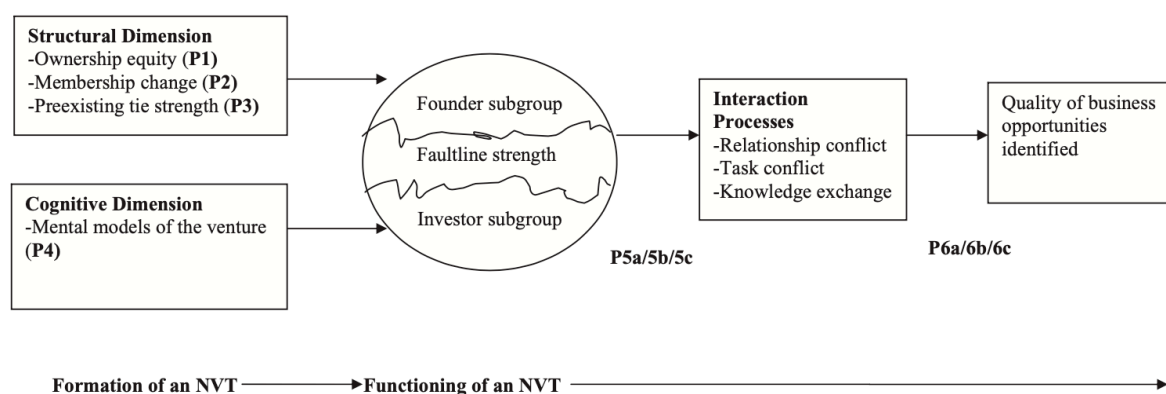 Structural Dimension
-Ownership equity (P1)
-Membership change (P2)
-Preexisting tie strength (P3)
Cognitive Dimension
-Mental models of the venture
(P4)
Founder subgroup
Faultline strength
Investor subgroup
P5a/5b/5c
Interaction
Processes
-Relationship conflict
-Task conflict
-Knowledge exchange
P6a/6b/6c
Quality of business
opportunities
identified
Formation of an NVT
Functioning of an NVT